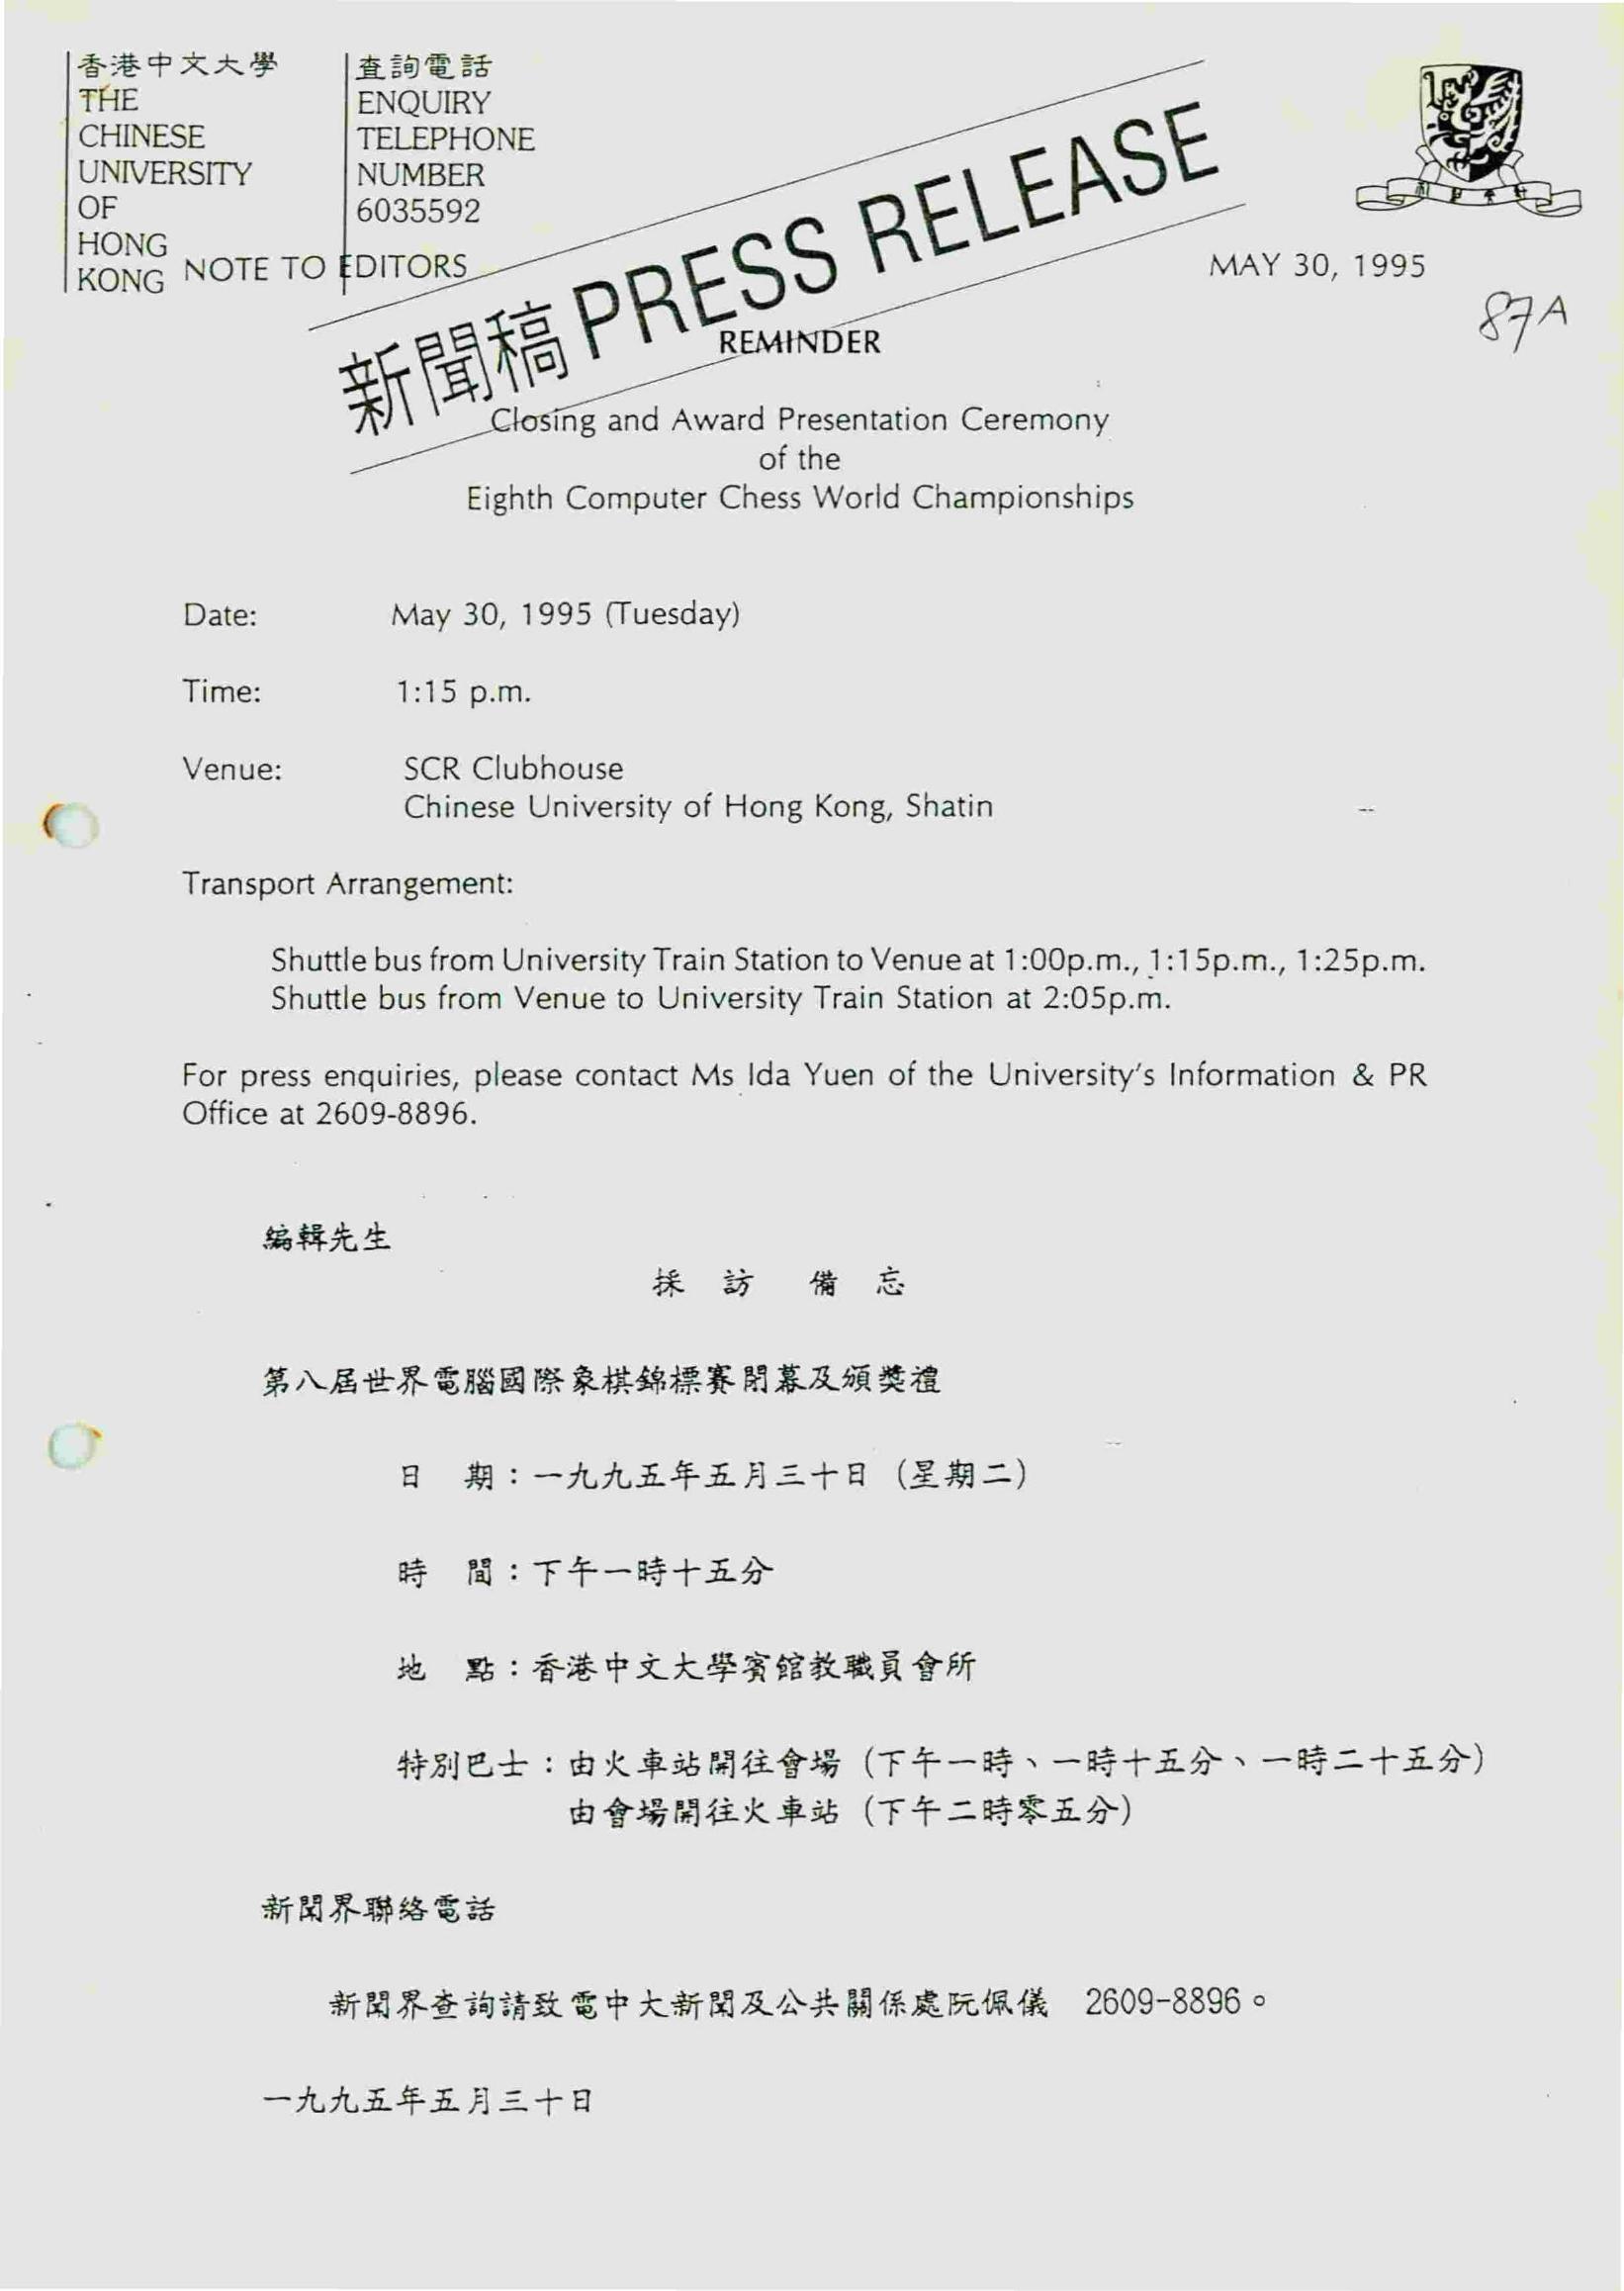 香港中文大學
THE
CHINESE
UNIVERSITY
OF
HONG
KONG
查詢電話
ENQUIRY
TELEPHONE
NUMBER
6035592
新聞稿 PRESS RELEASE
NOTE TO EDITORS
MAY 30, 1995
87A
REMINDER
Closing and Award Presentation Ceremony
of the
Eighth Computer Chess World Championships
Date: May 30, 1995 (Tuesday)
Time: 1:15 p.m.
Venue: SCR Clubhouse
Chinese University of Hong Kong, Shatin
Transport Arrangement:
Shuttle bus from University Train Station to Venue at 1:00p.m., 1:15p.m., 1:25p.m.
Shuttle bus from Venue to University Train Station at 2:05p.m.
For press enquiries, please contact Ms Ida Yuen of the University's Information & PR
Office at 2609-8896.
編輯先生
採訪 備忘
第八屆世界電腦國際象棋錦標賽閉幕及頒獎禮
日 期：一九九五年五月三十日（星期二）
時 間：下午一時十五分
地 點：香港中文大學賓館教職員會所
特別巴士：由火車站開往會場（下午一時、一時十五分、一時二十五分）
由會場開往火車站（下午二時零五分）
新聞界聯絡電話
新聞界查詢請致電中大新聞及公共關係處阮佩儀 2609-8896。
一九九五年五月三十日